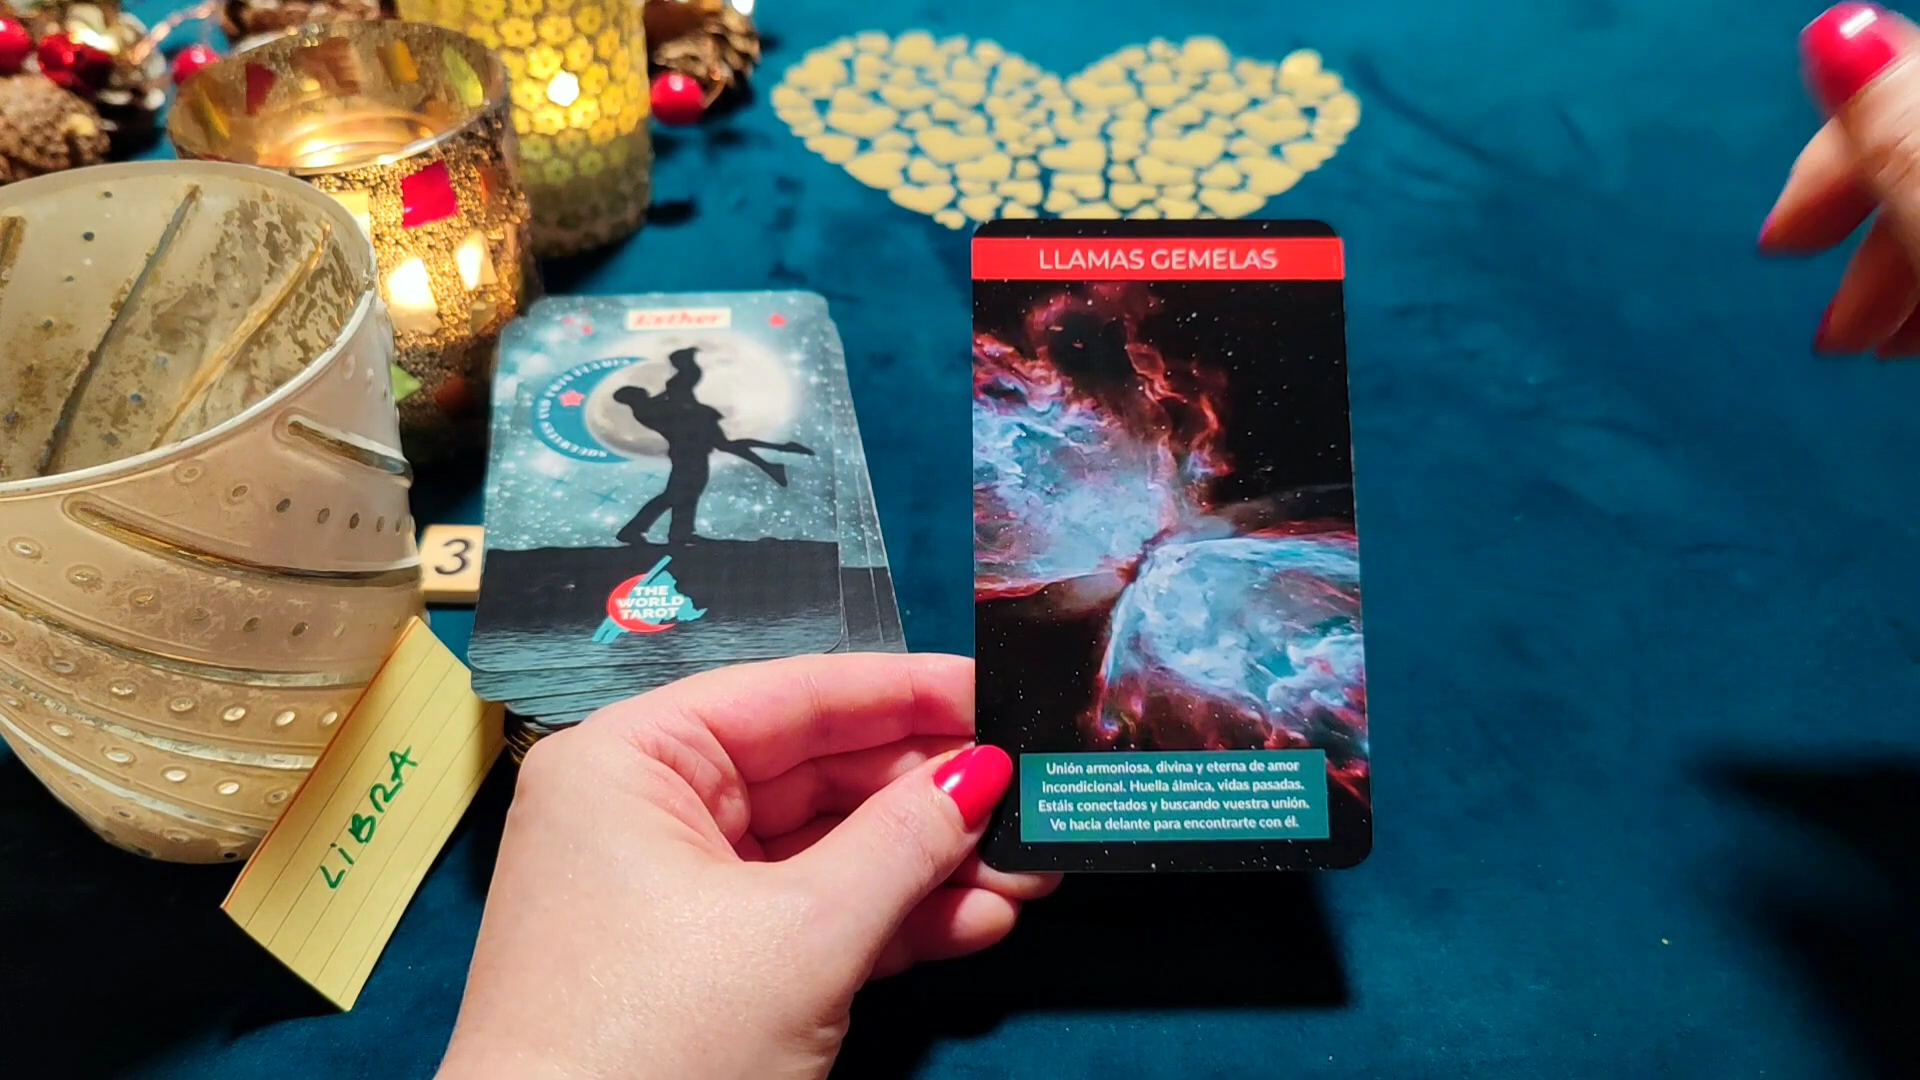 LLAMAS GEMELAS
Unión armoniosa, divina y eterna de amor
incondicional. Huella álmica, vidas pasadas.
Estáis conectados y buscando vuestra unión.
Ve hacia delante para encontrarte con él.
Esther
THE
WORLD
TAROT
3
LIBRA